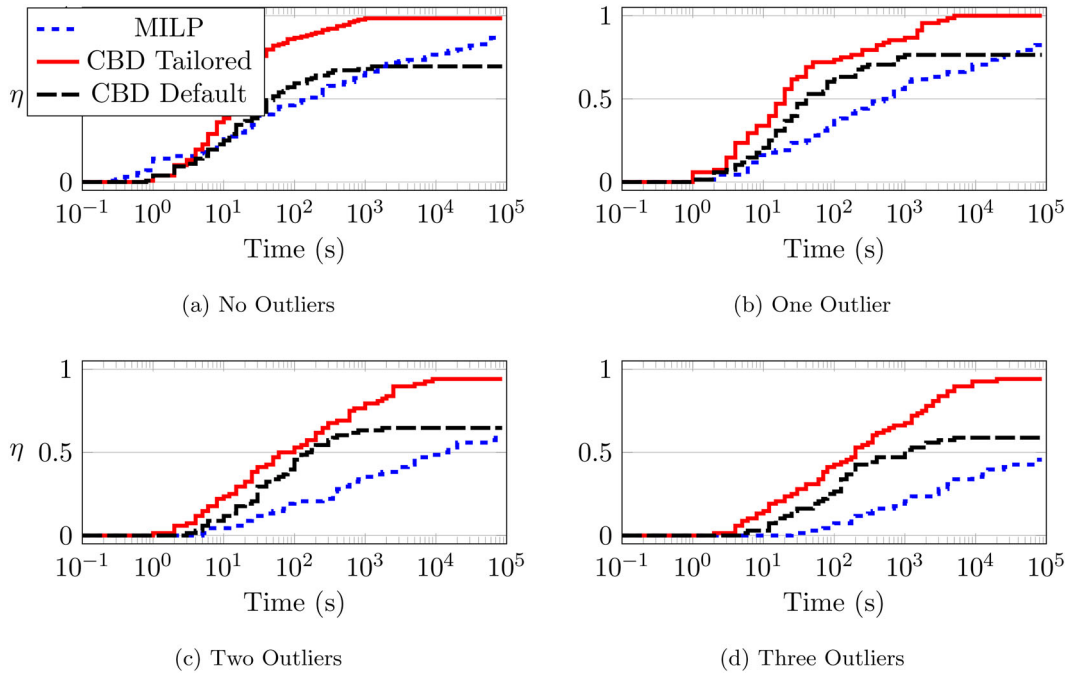 MILP
CBD Tailored
CBD Default
η
1
0.5
0
10^-1 10^0 10^1 10^2 10^3 10^4 10^5
Time (s)
(a) No Outliers
1
0.5
0
10^-1 10^0 10^1 10^2 10^3 10^4 10^5
Time (s)
(b) One Outlier
1
η 0.5
0
10^-1 10^0 10^1 10^2 10^3 10^4 10^5
Time (s)
(c) Two Outliers
1
0.5
0
10^-1 10^0 10^1 10^2 10^3 10^4 10^5
Time (s)
(d) Three Outliers